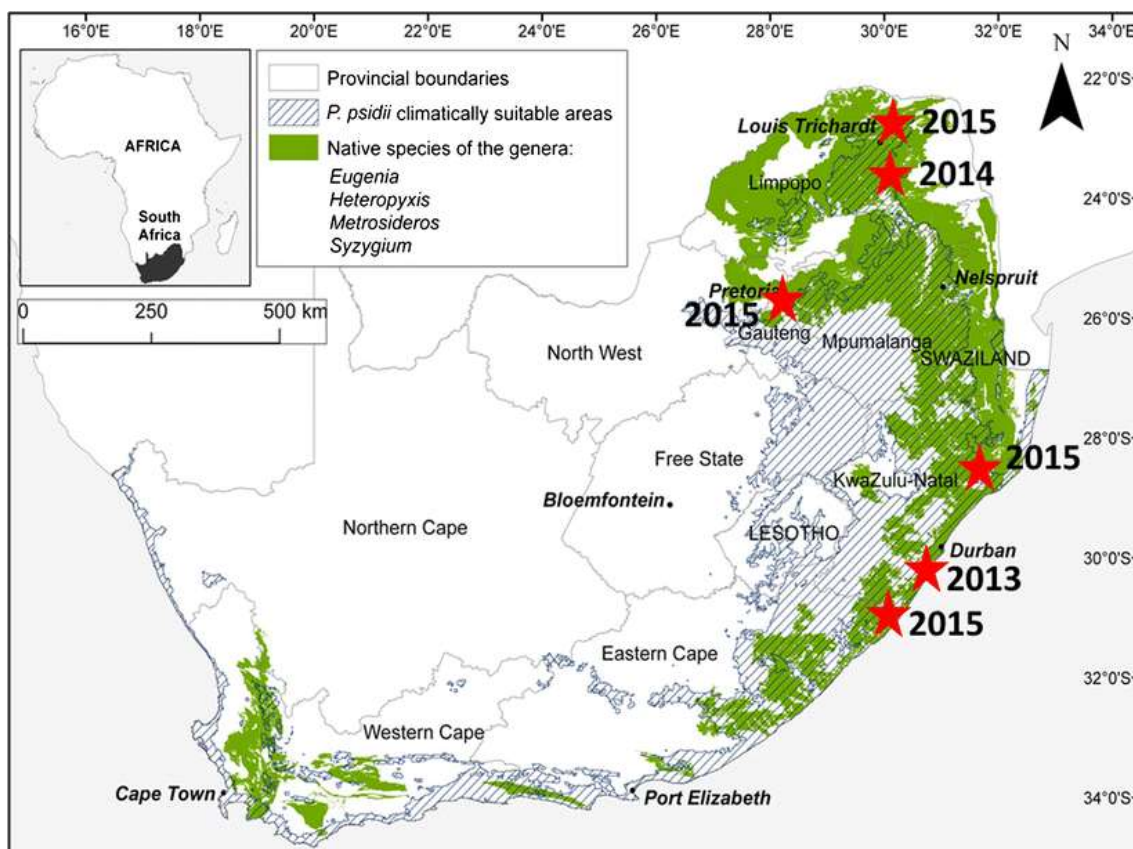 16°0'E 18°0'E 20°0'E 22°0'E 24°0'E 26°0'E 28°0'E 30°0'E 32°0'E 34°0'E
N
22°0'S
24°0'S
26°0'S
28°0'S
30°0'S
32°0'S
34°0'S
AFRICA
South
Africa
Provincial boundaries
P. psidii climatically suitable areas
Native species of the genera:
Eugenia
Heteropyxis
Metrosideros
Syzygium
0 250 500 km
Louis Trichardt
2015
Limpopo
2014
Nelspruit
Pretoria
2015
Gauteng
Mpumalanga
North West
SWAZILAND
Free State
2015
KwaZulu-Natal
Bloemfontein
Northern Cape
LESOTHO
Durban
2013
2015
Eastern Cape
Western Cape
Cape Town
Port Elizabeth